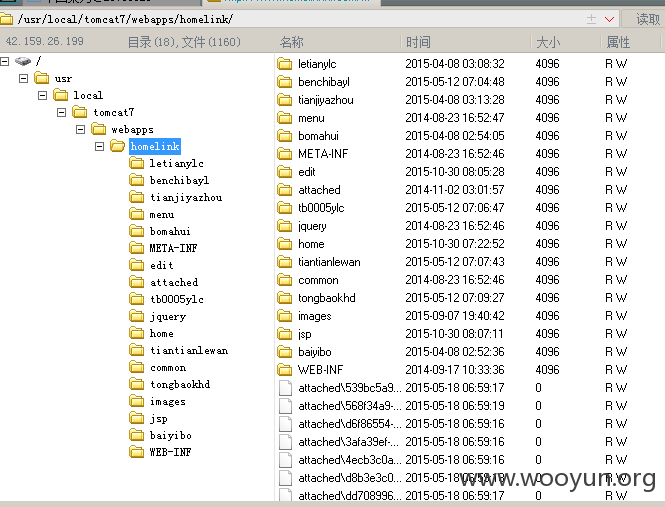 /usr/local/tomcat7/webapps/homelink/ 读取
42.159.26.199 目录(18),文件(1160) 名称 时间 大小 属性
/
usr
local
tomcat7
webapps
homelink
letianylc
benchibayl
tianjiyazhou
menu
bomahui
META-INF
edit
attached
tb0005ylc
jquery
home
tiantianlewan
common
tongbaokhd
images
jsp
baiyibo
WEB-INF
letianylc 2015-04-08 03:08:32 4096 R W
benchibayl 2015-05-12 07:04:48 4096 R W
tianjiyazhou 2015-04-08 03:13:28 4096 R W
menu 2014-08-23 16:52:47 4096 R W
bomahui 2015-04-08 02:54:05 4096 R W
META-INF 2014-08-23 16:52:46 4096 R W
edit 2015-10-30 08:05:28 4096 R W
attached 2014-11-02 03:01:57 4096 R W
tb0005ylc 2015-05-12 07:06:47 4096 R W
jquery 2014-08-23 16:52:46 4096 R W
home 2015-10-30 07:22:52 4096 R W
tiantianlewan 2015-05-12 07:07:43 4096 R W
common 2014-08-23 16:52:46 4096 R W
tongbaokhd 2015-05-12 07:09:27 4096 R W
images 2015-09-07 19:40:42 4096 R W
jsp 2015-10-30 08:07:11 4096 R W
baiyibo 2015-04-08 02:52:36 4096 R W
WEB-INF 2014-09-17 10:33:36 4096 R W
attached\539bc5a9... 2015-05-18 06:59:17 0 R W
attached\568f34a9-... 2015-05-18 06:59:19 0 R W
attached\d6f86554-... 2015-05-18 06:59:16 0 R W
attached\3afa39ef-... 2015-05-18 06:59:16 0 R W
attached\4ecb3c0a... 2015-05-18 06:59:16 0 R W
attached\d8b3e3c0... 2015-05-18 06:59:16 0 R W
attached\dd708996... 2015-05-18 06:59:17 0 R W
www.wooyun.org